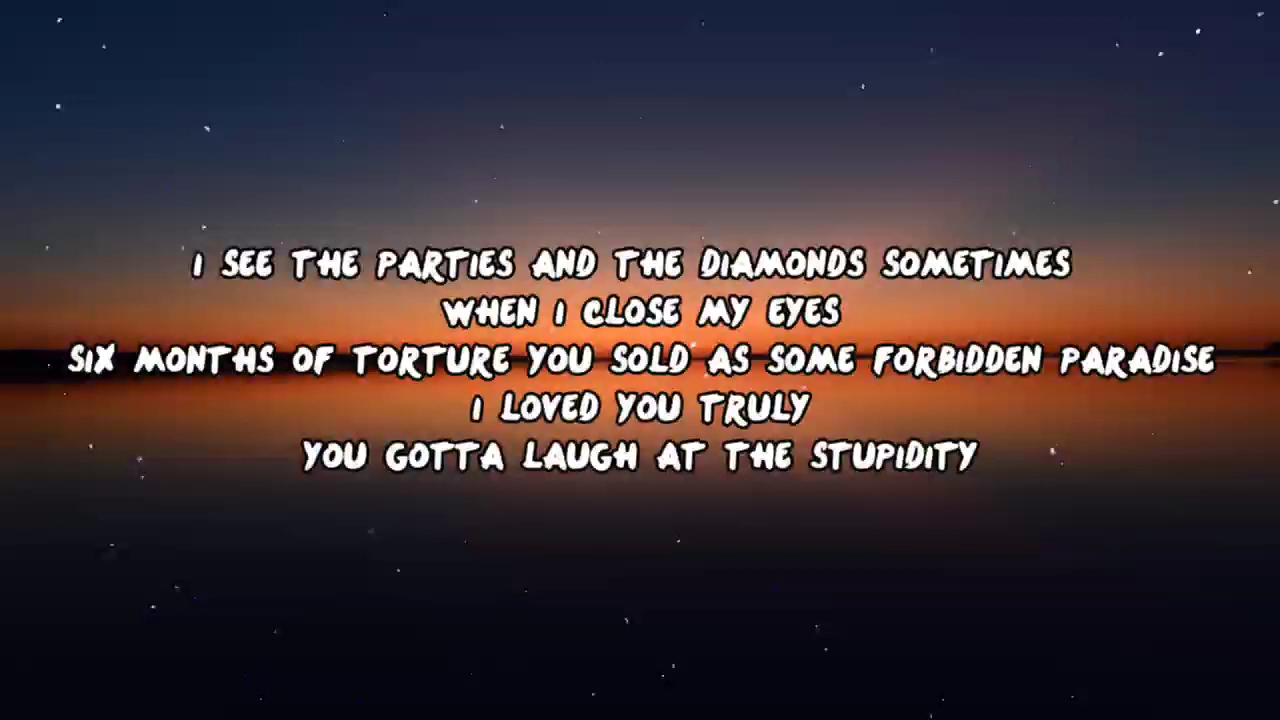 I SEE THE PARTIES AND THE DIAMONDS SOMETIMES
WHEN I CLOSE MY EYES
SIX MONTHS OF TORTURE YOU SOLD AS SOME FORBIDDEN PARADISE
I LOVED YOU TRULY
YOU GOTTA LAUGH AT THE STUPIDITY